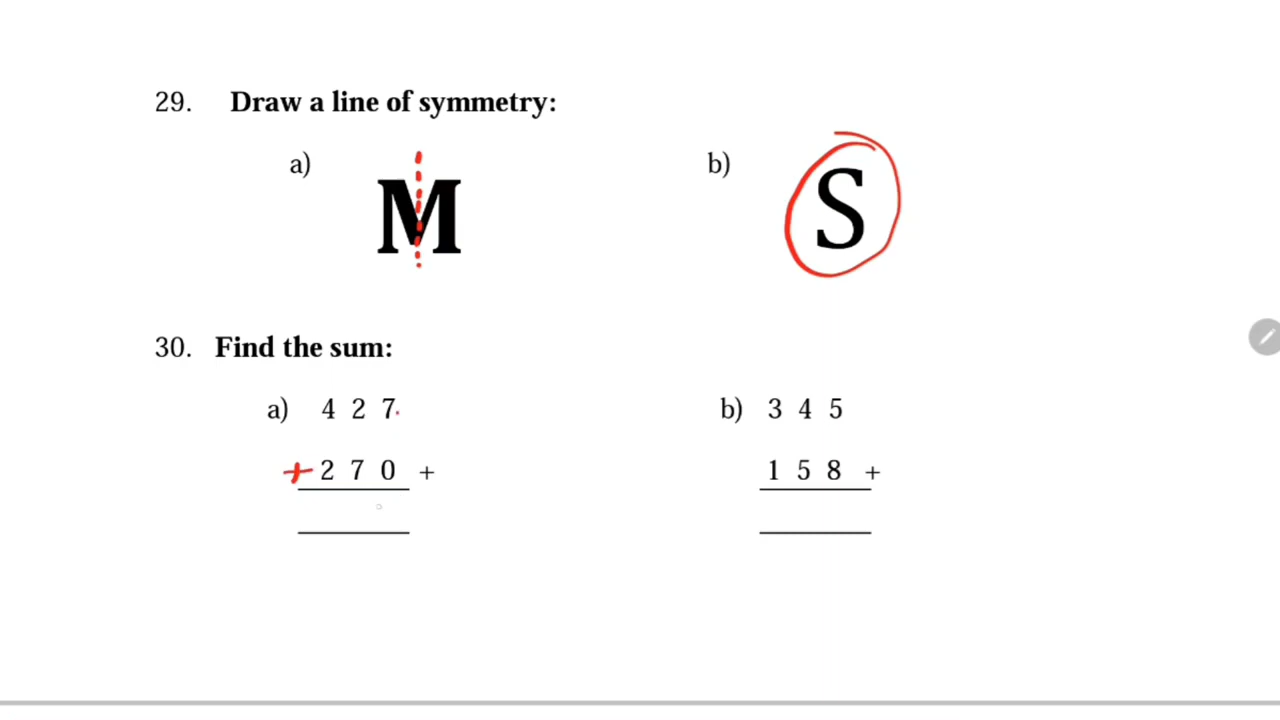 29. Draw a line of symmetry:
a) M b) S
30. Find the sum:
a) 4 2 7 b) 3 4 5
+ 2 7 0 + 1 5 8 +